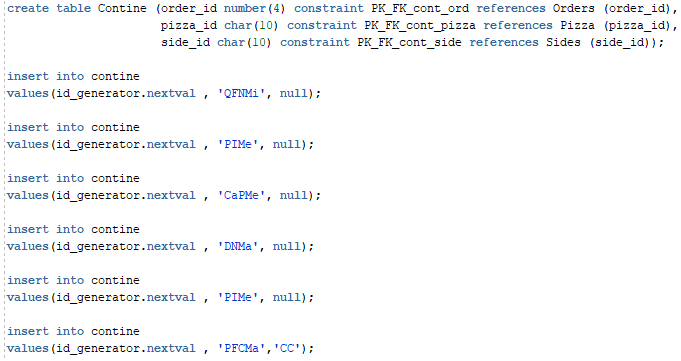 create table Contine (order_id number(4) constraint PK_FK_cont_ord references Orders (order_id),
pizza_id char(10) constraint PK_FK_cont_pizza references Pizza (pizza_id),
side_id char(10) constraint PK_FK_cont_side references Sides (side_id));
insert into contine
values(id_generator.nextval , 'QFNMi', null);
insert into contine
values(id_generator.nextval , 'PIMe', null);
insert into contine
values(id_generator.nextval , 'CaPMe', null);
insert into contine
values(id_generator.nextval , 'DNMa', null);
insert into contine
values(id_generator.nextval , 'PIMe', null);
insert into contine
values(id_generator.nextval , 'PFCMa','CC');